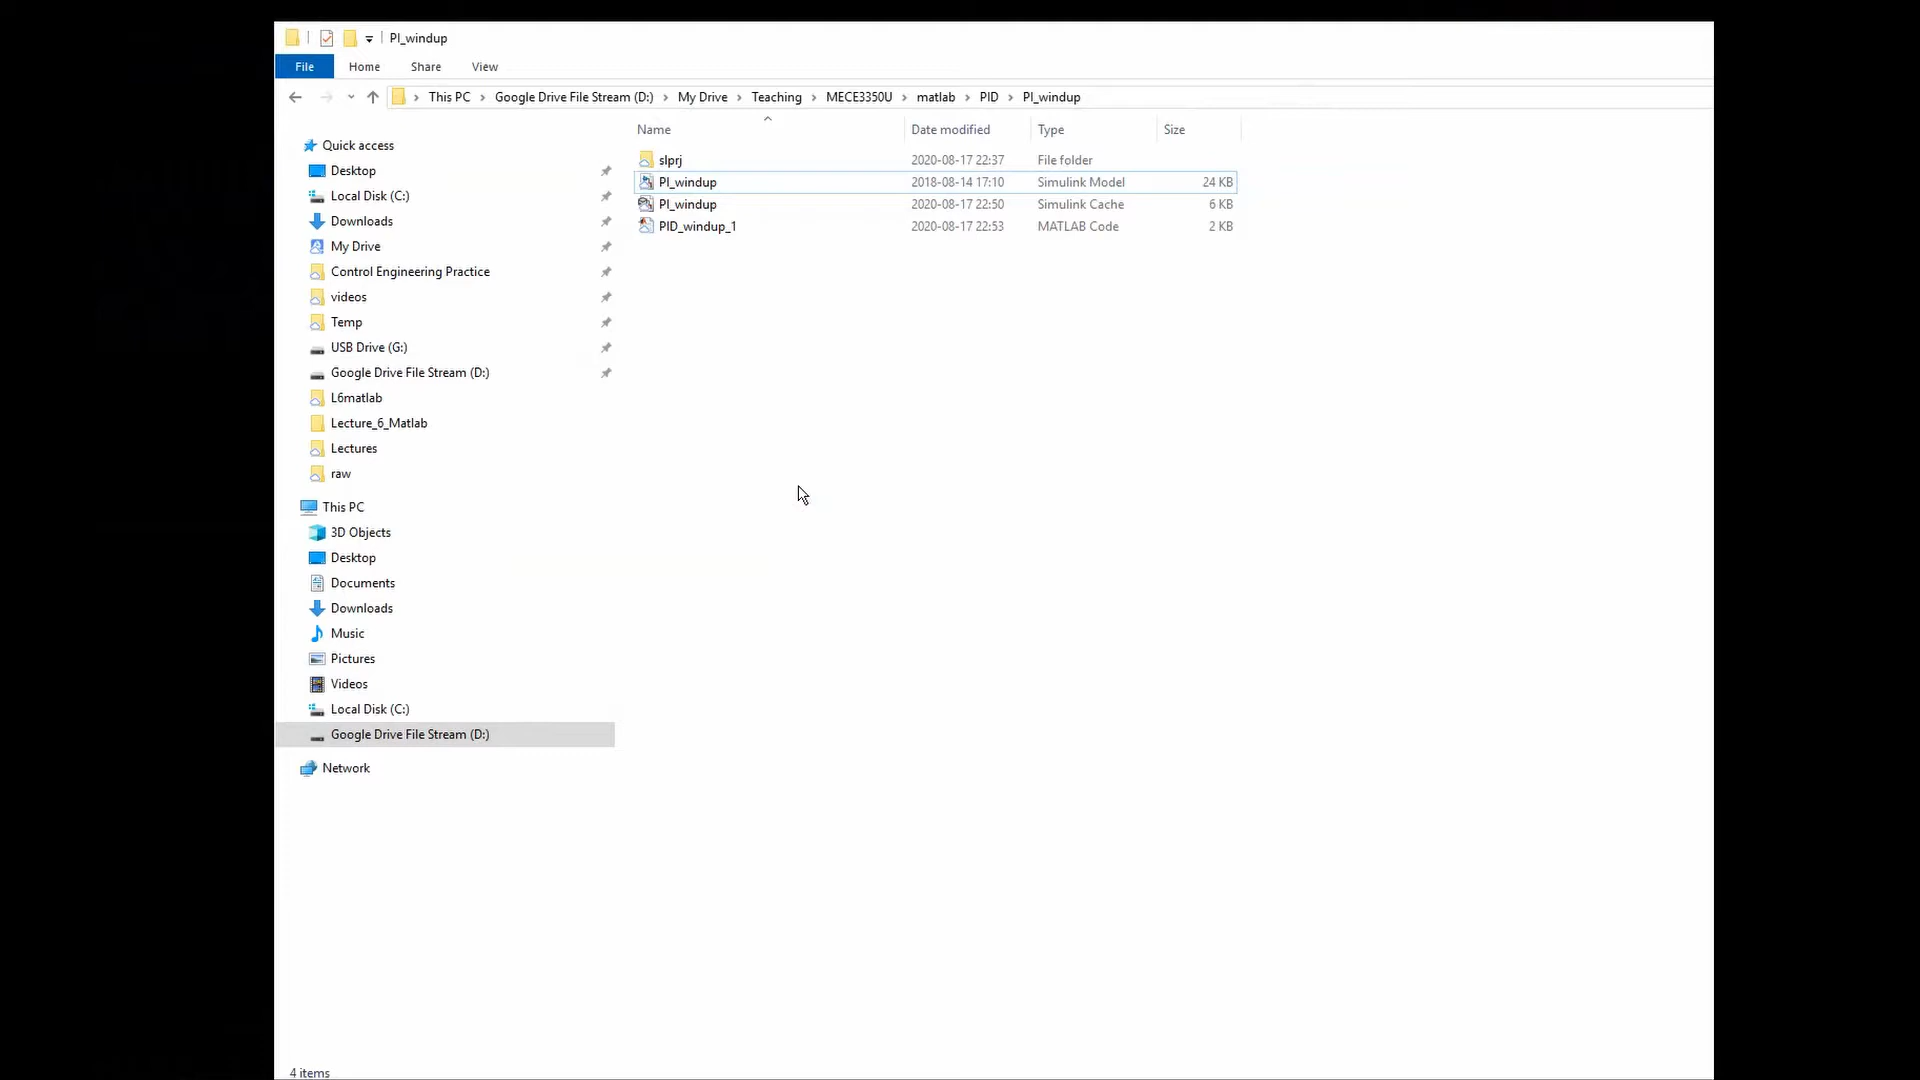 PI_windup
File Home Share View
This PC Google Drive File Stream (D:) My Drive Teaching MECE3350U matlab PID PI_windup
Name Date modified Type Size
slprj 2020-08-17 22:37 File folder
PI_windup 2018-08-14 17:10 Simulink Model 24 KB
PI_windup 2020-08-17 22:50 Simulink Cache 6 KB
PID_windup_1 2020-08-17 22:53 MATLAB Code 2 KB
Quick access
Desktop
Local Disk (C:)
Downloads
My Drive
Control Engineering Practice
videos
Temp
USB Drive (G:)
Google Drive File Stream (D:)
L6matlab
Lecture_6_Matlab
Lectures
raw
This PC
3D Objects
Desktop
Documents
Downloads
Music
Pictures
Videos
Local Disk (C:)
Google Drive File Stream (D:)
Network
4 items